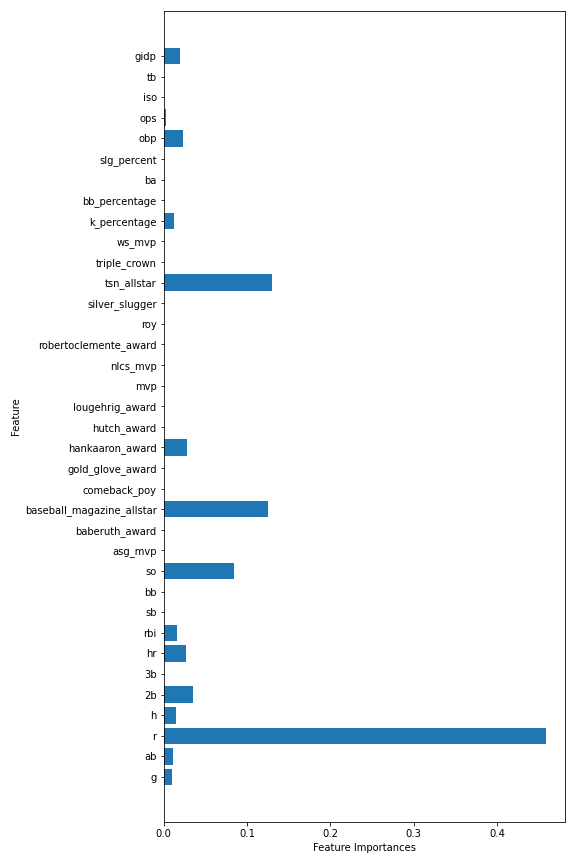 gidp
tb
iso
ops
obp
slg_percent
ba
bb_percentage
k_percentage
ws_mvp
triple_crown
tsn_allstar
silver_slugger
roy
robertoclemente_award
nlcs_mvp
mvp
lougehrig_award
hutch_award
hankaaron_award
gold_glove_award
comeback_poy
baseball_magazine_allstar
baberuth_award
asg_mvp
so
bb
sb
rbi
hr
3b
2b
h
r
ab
g
Feature
0.0 0.1 0.2 0.3 0.4
Feature Importances